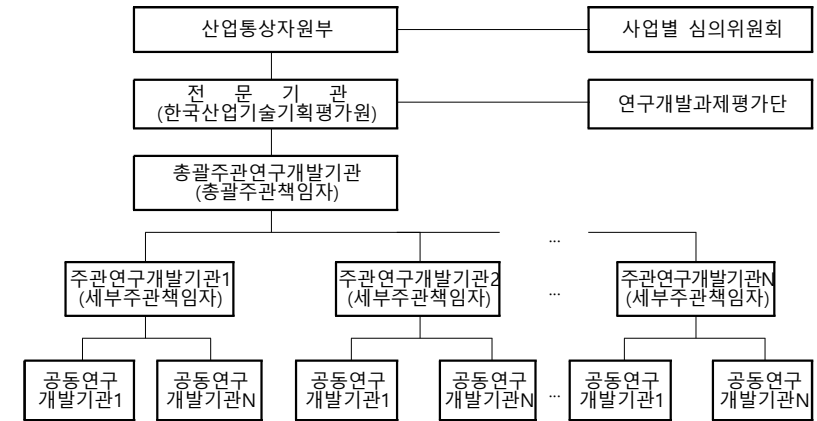 산업통상자원부
사업별 심의위원회
전 문 기 관
(한국산업기술기획평가원)
연구개발과제평가단
총괄주관연구개발기관
(총괄주관책임자)
...
주관연구개발기관1
(세부주관책임자)
주관연구개발기관2
(세부주관책임자)
...
주관연구개발기관N
(세부주관책임자)
공동연구
개발기관1
공동연구
개발기관N
공동연구
개발기관1
공동연구
개발기관N
...
공동연구
개발기관1
공동연구
개발기관N